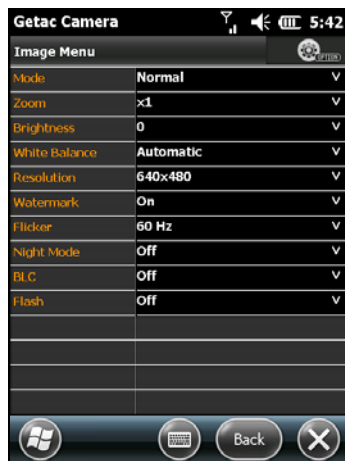 Getac Camera 5:42
Image Menu OPTION
Mode Normal
Zoom x1
Brightness 0
White Balance Automatic
Resolution 640x480
Watermark On
Flicker 60 Hz
Night Mode Off
BLC Off
Flash Off
Back